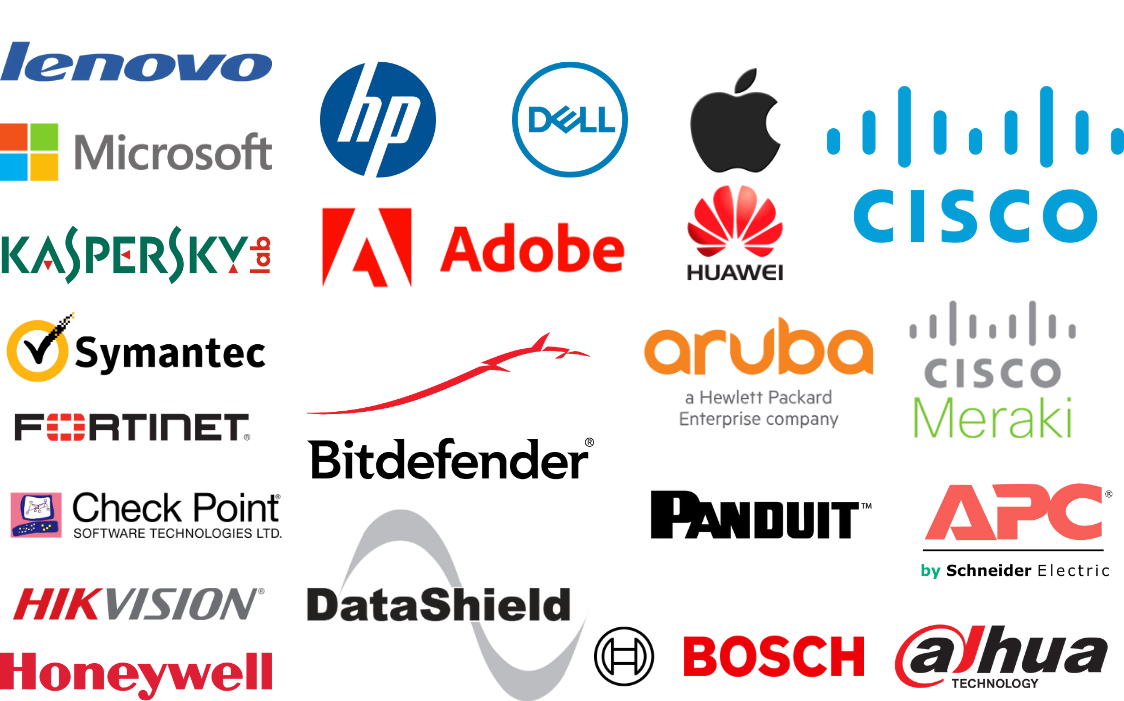 lenovo
hp
DELL
Microsoft
CISCO
KASPERSKY lab
Adobe
HUAWEI
Symantec
aruba
a Hewlett Packard
Enterprise company
CISCO
Meraki
FORTINET®
Bitdefender®
Check Point®
SOFTWARE TECHNOLOGIES LTD.
PANDUIT™
APC®
by Schneider Electric
HIKVISION®
DataShield
Honeywell
BOSCH
alhua
TECHNOLOGY